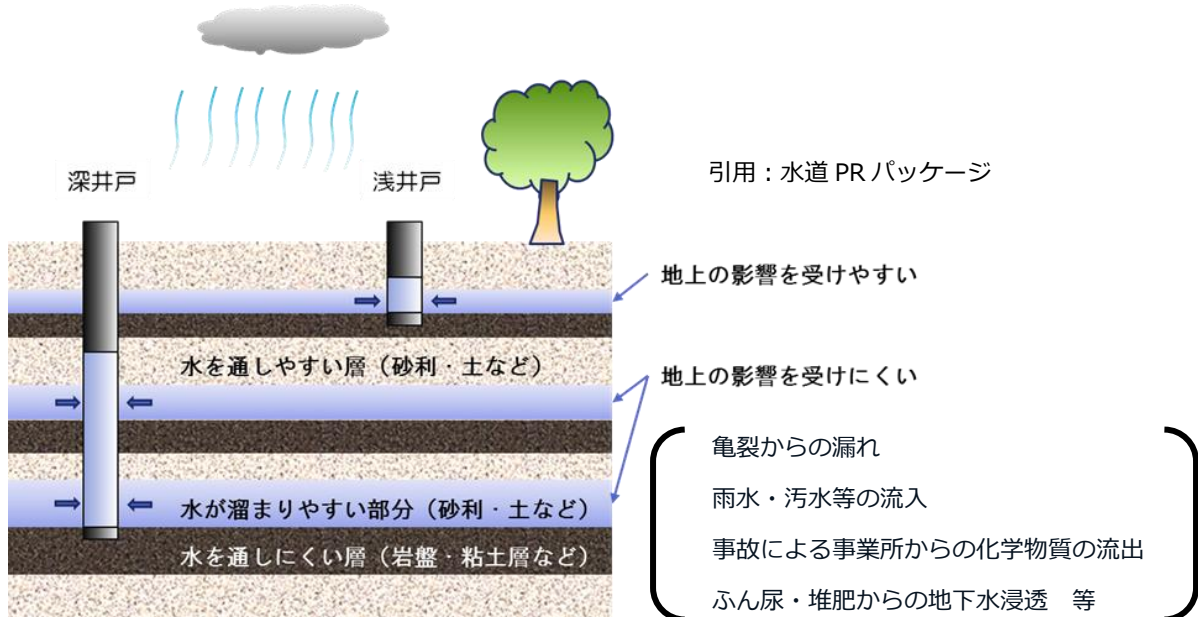 深井戸
浅井戸
引用：水道 PR パッケージ
地上の影響を受けやすい
水を通しやすい層（砂利・土など）
地上の影響を受けにくい
水が溜まりやすい部分（砂利・土など）
水を通しにくい層（岩盤・粘土層など）
亀裂からの漏れ
雨水・汚水等の流入
事故による事業所からの化学物質の流出
ふん尿・堆肥からの地下水浸透　等